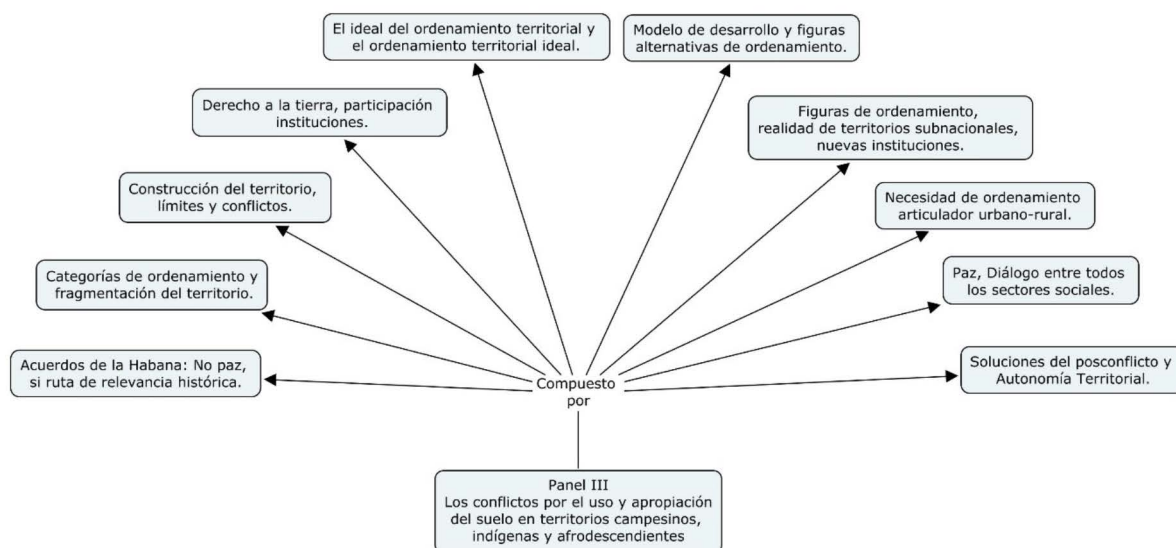 El ideal del ordenamiento territorial y
el ordenamiento territorial ideal.
Modelo de desarrollo y figuras
alternativas de ordenamiento.
Derecho a la tierra, participación
instituciones.
Figuras de ordenamiento,
realidad de territorios subnacionales,
nuevas instituciones.
Construcción del territorio,
límites y conflictos.
Necesidad de ordenamiento
articulador urbano-rural.
Categorías de ordenamiento y
fragmentación del territorio.
Paz, Diálogo entre todos
los sectores sociales.
Acuerdos de la Habana: No paz,
si ruta de relevancia histórica.
Soluciones del posconflicto y
Autonomía Territorial.
Compuesto
por
Panel III
Los conflictos por el uso y apropiación
del suelo en territorios campesinos,
indígenas y afrodescendientes